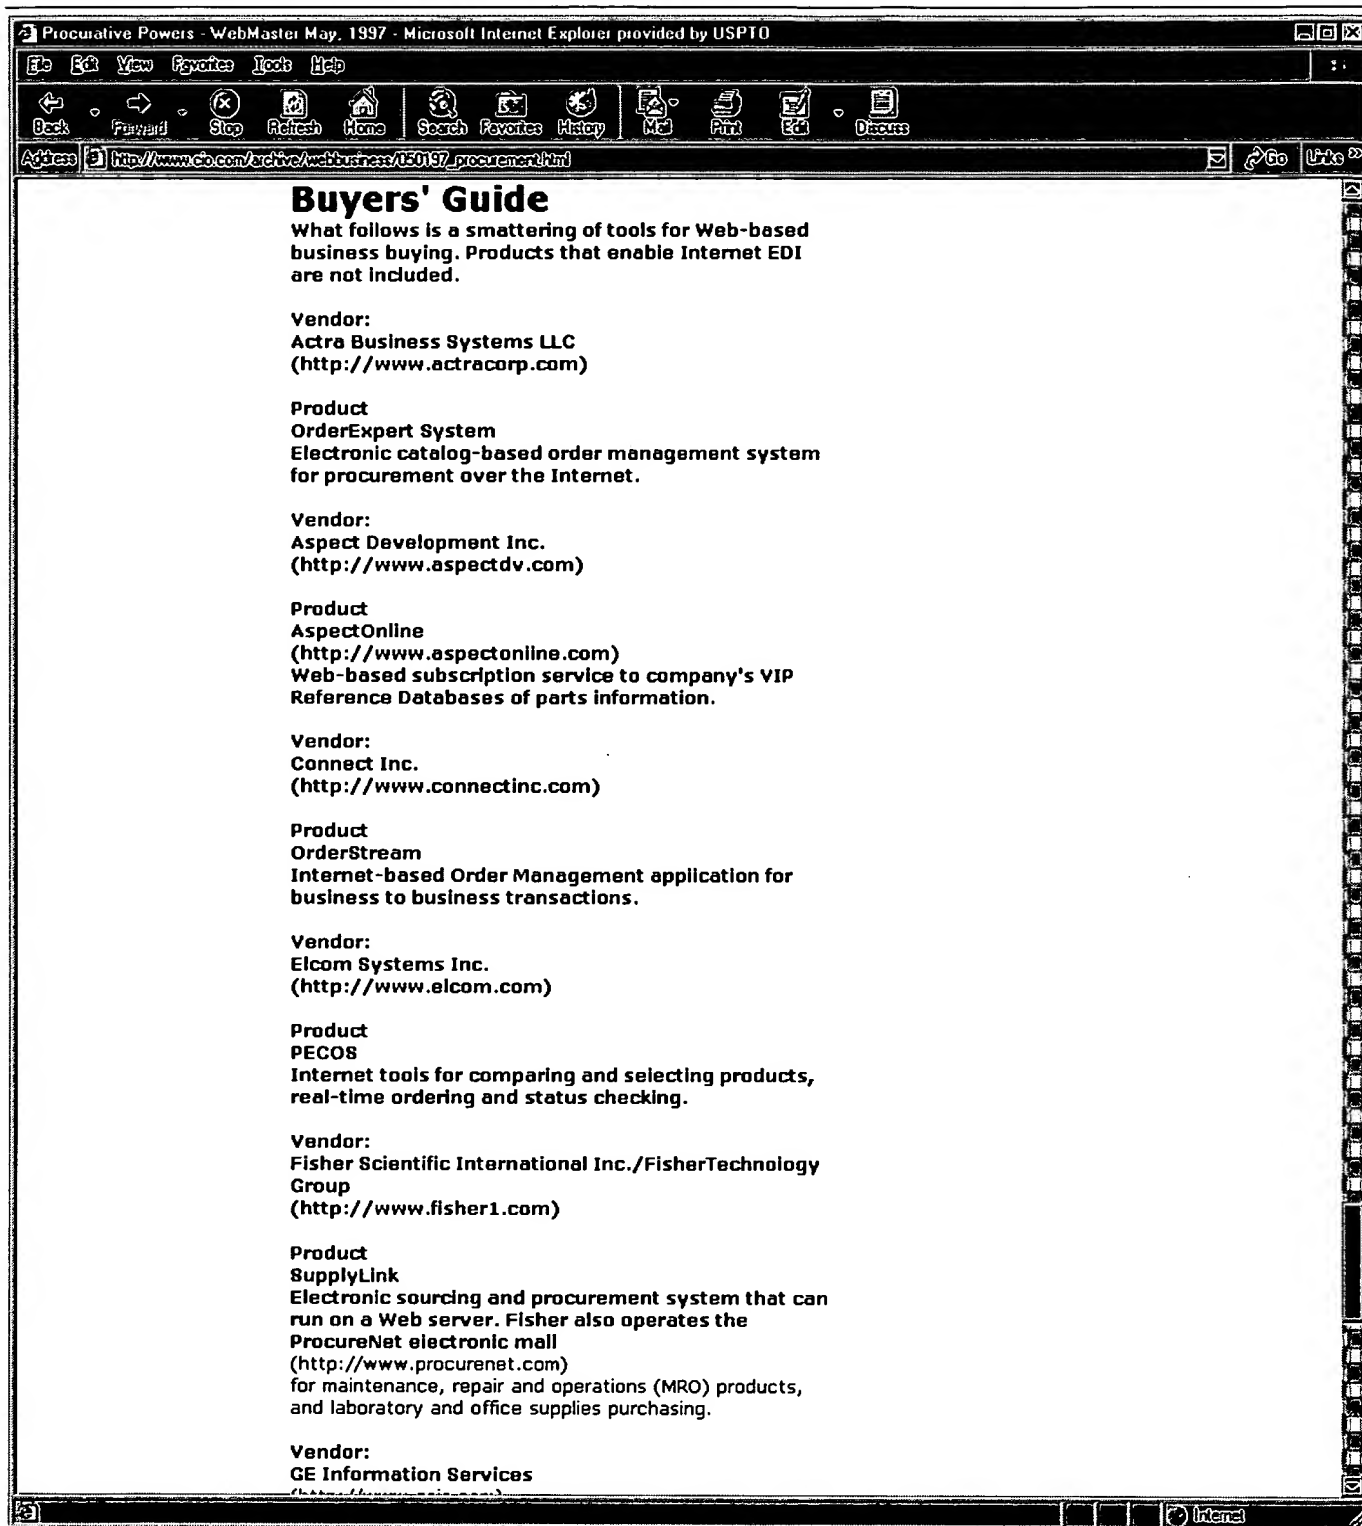 Procurative Powers - WebMaster May, 1997 - Microsoft Internet Explorer provided by USPTO
File Edit View Favorites Tools Help
Back Forward Stop Refresh Home Search Favorites History Mail Print Edit Discuss
Address http://www.cio.com/archive/webbusiness/050197_procurement.html Go Links »
Buyers' Guide
What follows is a smattering of tools for Web-based
business buying. Products that enable Internet EDI
are not included.
Vendor:
Actra Business Systems LLC
(http://www.actracorp.com)
Product
OrderExpert System
Electronic catalog-based order management system
for procurement over the Internet.
Vendor:
Aspect Development Inc.
(http://www.aspectdv.com)
Product
AspectOnline
(http://www.aspectonline.com)
Web-based subscription service to company's VIP
Reference Databases of parts information.
Vendor:
Connect Inc.
(http://www.connectinc.com)
Product
OrderStream
Internet-based Order Management application for
business to business transactions.
Vendor:
Elcom Systems Inc.
(http://www.elcom.com)
Product
PECOS
Internet tools for comparing and selecting products,
real-time ordering and status checking.
Vendor:
Fisher Scientific International Inc./FisherTechnology
Group
(http://www.fisher1.com)
Product
SupplyLink
Electronic sourcing and procurement system that can
run on a Web server. Fisher also operates the
ProcureNet electronic mall
(http://www.procurenet.com)
for maintenance, repair and operations (MRO) products,
and laboratory and office supplies purchasing.
Vendor:
GE Information Services
Internet